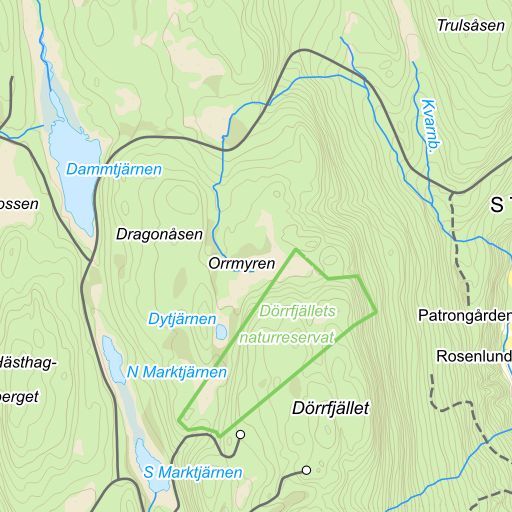 Trulsåsen
Kvarnb.
Dammtjärnen
ossen
S
Dragonåsen
Orrmyren
Dörrfjällets
naturreservat
Dytjärnen
Patrongården
Rosenlund
Hästhag-
berget
N Marktjärnen
Dörrfjället
S Marktjärnen